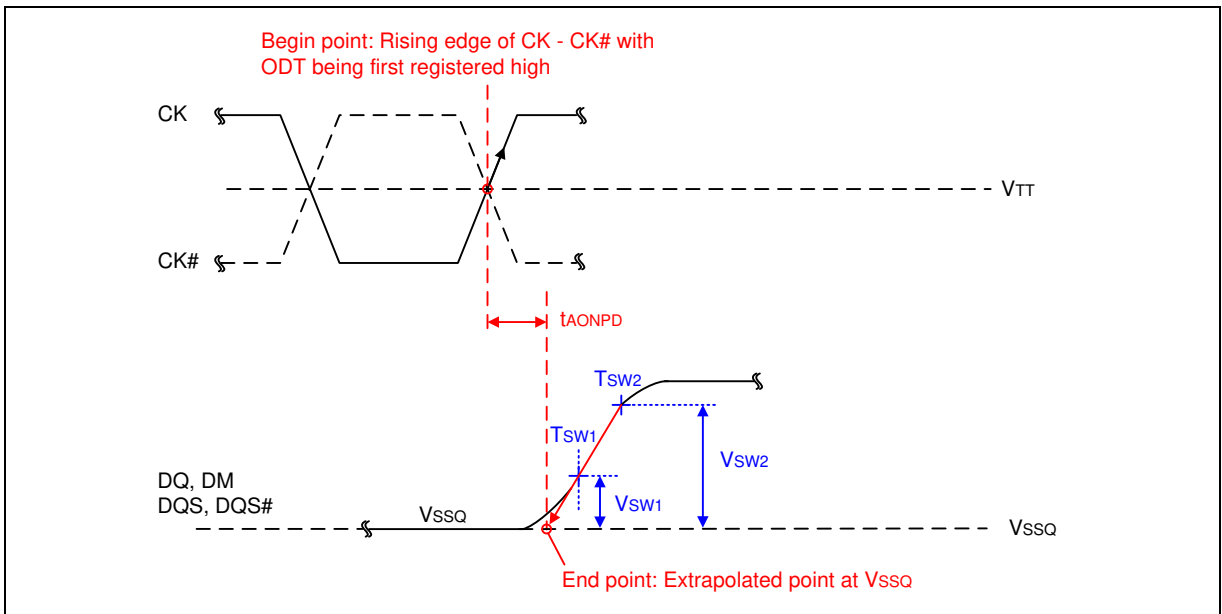 Begin point: Rising edge of CK - CK# with
ODT being first registered high
CK
VTT
CK#
tAONPD
TSW2
TSW1
VSW2
DQ, DM
DQS, DQS#
VSSQ
VSW1
VSSQ
End point: Extrapolated point at VSSQ